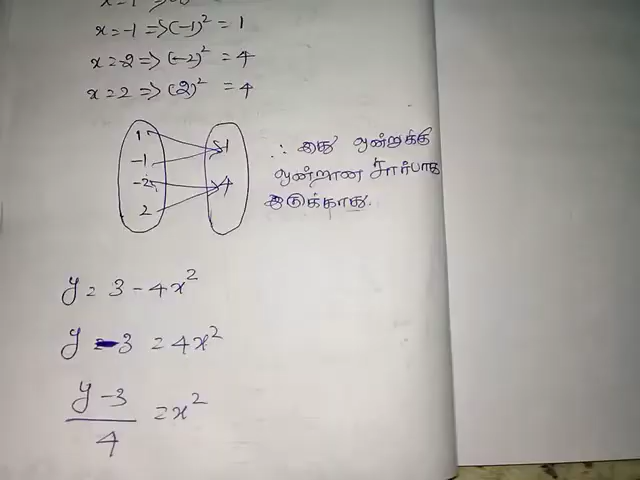 x = -1 => (-1)² = 1
x = -2 => (-2)² = 4
x = 2 => (2)² = 4
1
-1
-2
2
1
4
∴ இது ஒன்றுக்கு
ஒன்றான சார்பாக
இருக்காது.
y = 3 - 4x²
y - 3 = 4x²
y - 3
4
= x²